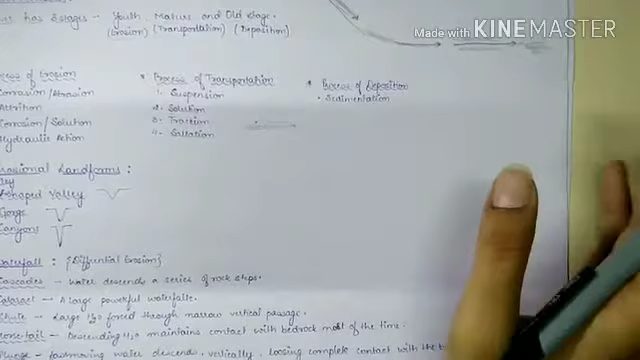 Made with KINEMASTER
has 3 stages - Youth, Mature and Old stage.
(Erosion) (Transportation) (Deposition)
of Erosion
* Process of Transportation
* Process of Deposition
Corrasion/Abrasion
1. Suspension
• Sedimentation
Attrition
2. Solution
Corrosion/Solution
3. Traction
Hydraulic Action
4. Saltation
Erosional Landforms:
V shaped Valley
Gorge
Canyons
Waterfall : {Differential Erosion}
Cascades - Water descends a series of rock steps.
Cataract - A large powerful waterfall.
Chute - Large H₂O forced through narrow vertical passage.
Horsetail - Descending H₂O maintains contact with bedrock most of the time.
Plunge - fastmoving water descends vertically, loosing complete contact with the